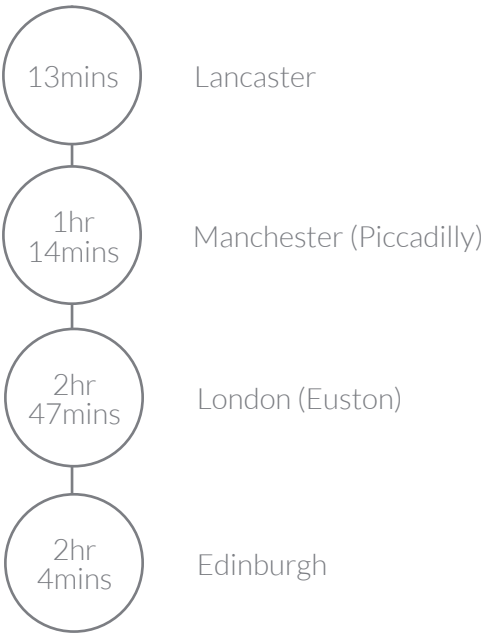 13mins
Lancaster
1hr
14mins
Manchester (Piccadilly)
2hr
47mins
London (Euston)
2hr
4mins
Edinburgh